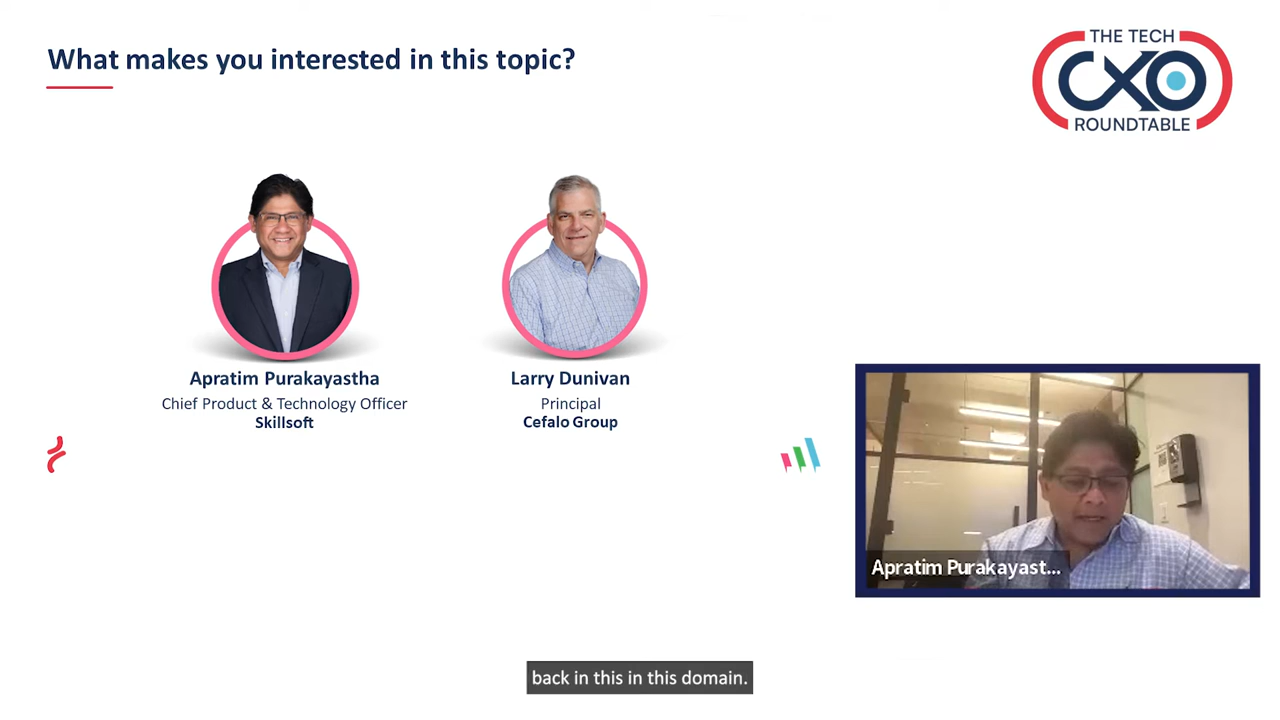 What makes you interested in this topic?
THE TECH
CXO
ROUNDTABLE
Apratim Purakayastha
Chief Product & Technology Officer
Skillsoft
Larry Dunivan
Principal
Cefalo Group
Apratim Purakayast...
back in this in this domain.